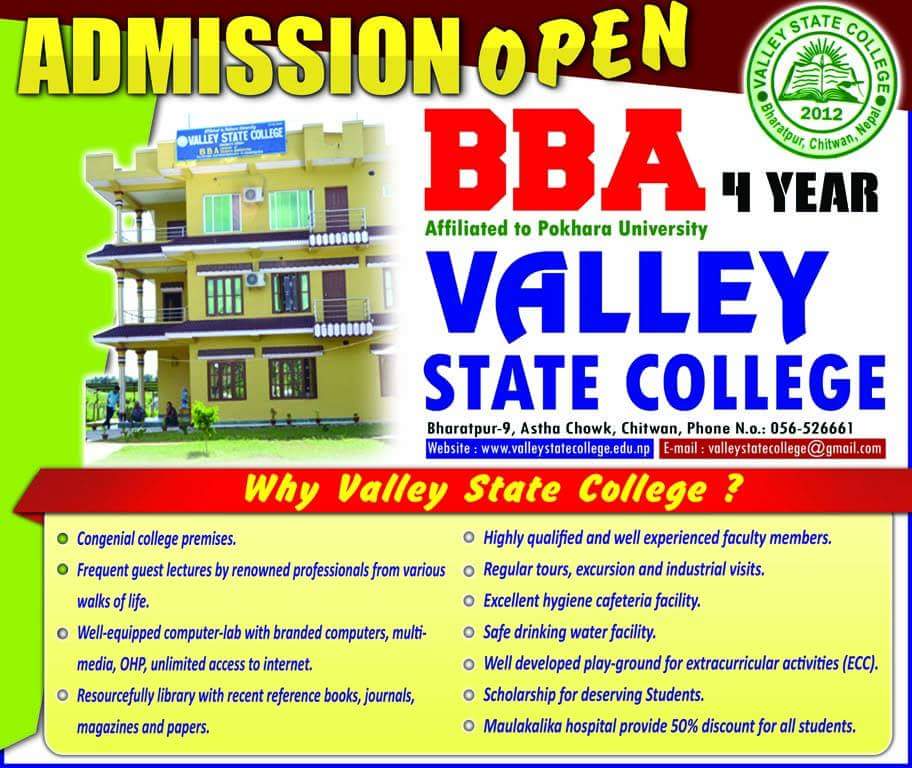 ADMISSION OPEN
VALLEY STATE COLLEGE
2012
Bharatpur, Chitwan, Nepal
Affiliated to Pokhara University
VALLEY STATE COLLEGE
BBA
BBA 4 YEAR
Affiliated to Pokhara University
VALLEY
STATE COLLEGE
Bharatpur-9, Astha Chowk, Chitwan, Phone N.o.: 056-526661
Website : www.valleystatecollege.edu.np E-mail : valleystatecollege@gmail.com
Why Valley State College ?
Congenial college premises.
Frequent guest lectures by renowned professionals from various
walks of life.
Well-equipped computer-lab with branded computers, multi-
media, OHP, unlimited access to internet.
Resourcefully library with recent reference books, journals,
magazines and papers.
Highly qualified and well experienced faculty members.
Regular tours, excursion and industrial visits.
Excellent hygiene cafeteria facility.
Safe drinking water facility.
Well developed play-ground for extracurricular activities (ECC).
Scholarship for deserving Students.
Maulakalika hospital provide 50% discount for all students.